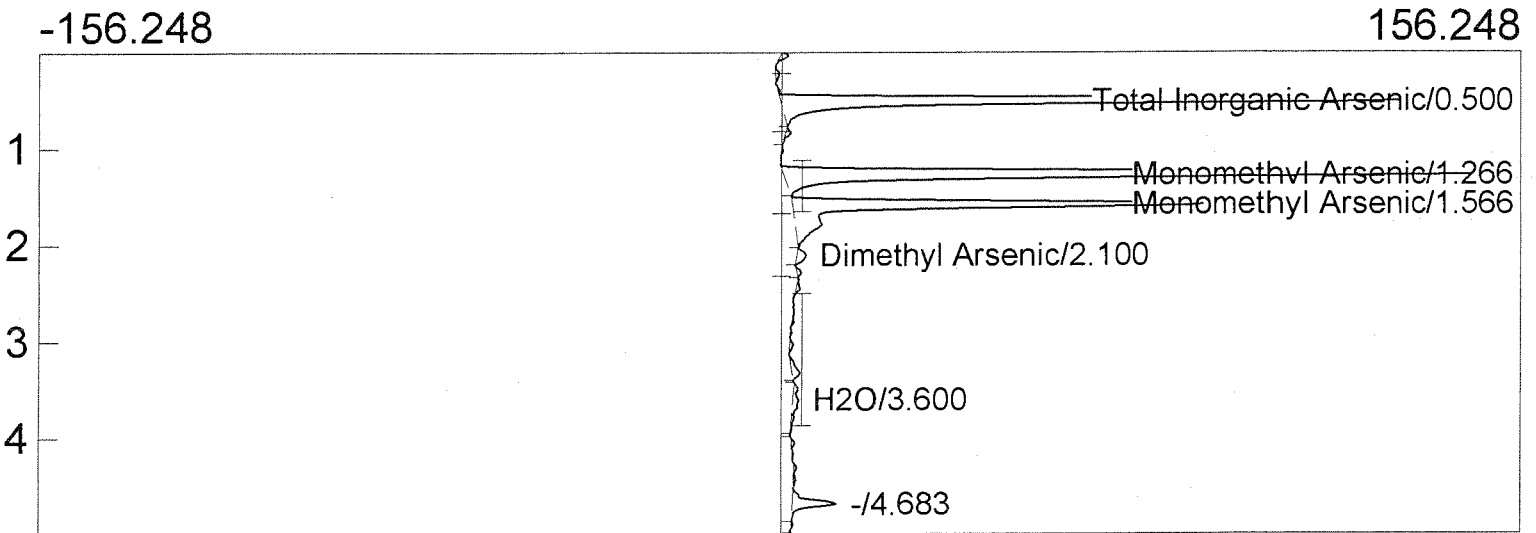 -156.248 156.248
Total Inorganic Arsenic/0.500
1
Monomethyl Arsenic/1.266
Monomethyl Arsenic/1.566
2
Dimethyl Arsenic/2.100
3
H2O/3.600
4
-/4.683